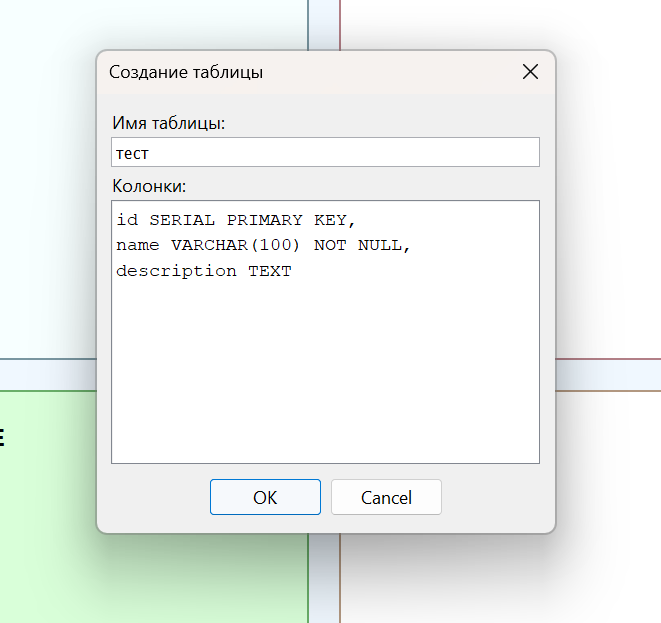 Создание таблицы
Имя таблицы:
тест
Колонки:
id SERIAL PRIMARY KEY,
name VARCHAR(100) NOT NULL,
description TEXT
E
OK
Cancel